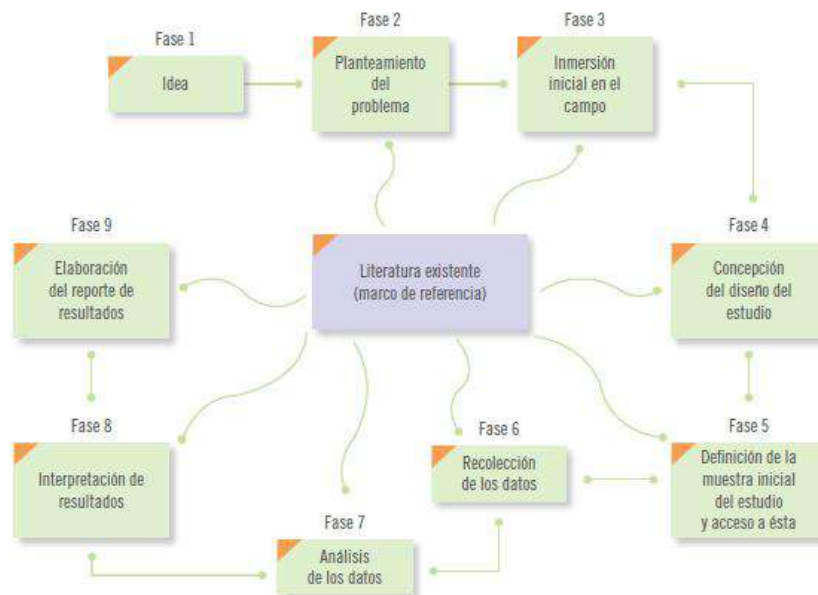 Fase 1
Idea
Fase 2
Planteamiento
del
problema
Fase 3
Inmersión
inicial en el
campo
Fase 4
Concepción
del diseño del
estudio
Fase 5
Definición de la
muestra inicial
del estudio
y acceso a ésta
Fase 6
Recolección
de los datos
Fase 7
Análisis
de los datos
Fase 8
Interpretación de
resultados
Fase 9
Elaboración
del reporte de
resultados
Literatura existente
(marco de referencia)